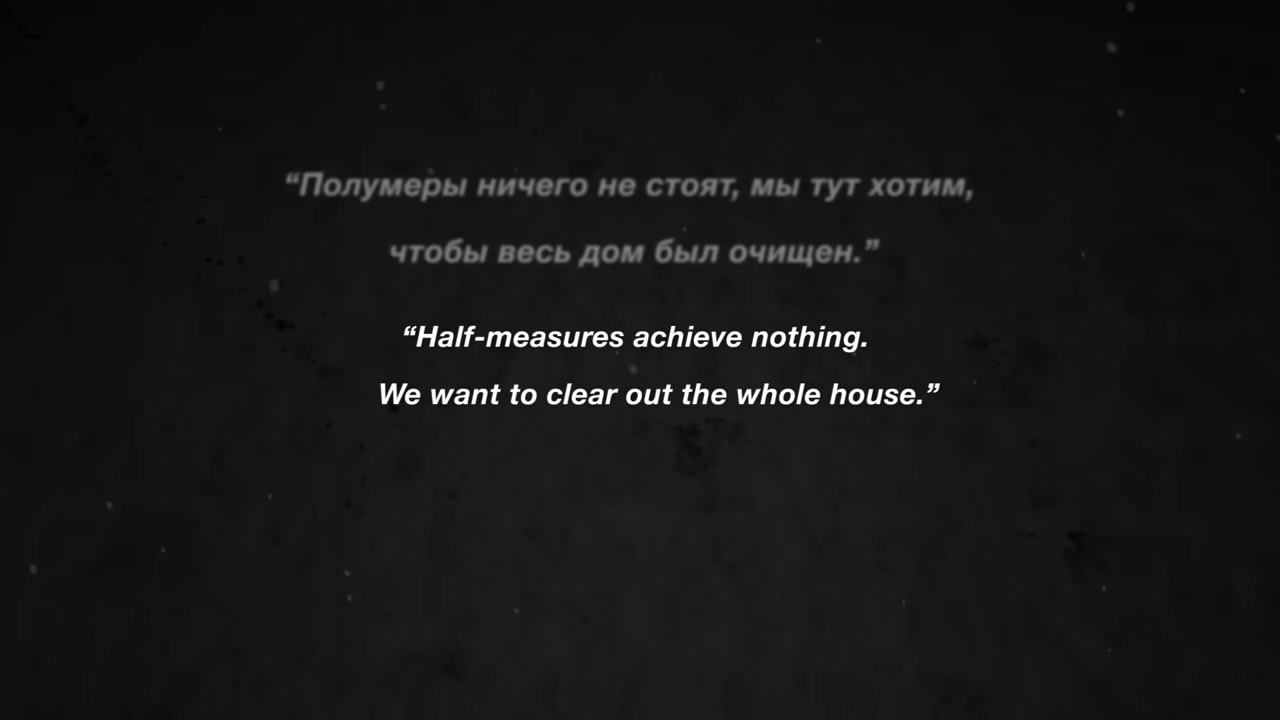 “Полумеры ничего не стоят, мы тут хотим,
чтобы весь дом был очищен.”
“Half-measures achieve nothing.
We want to clear out the whole house.”